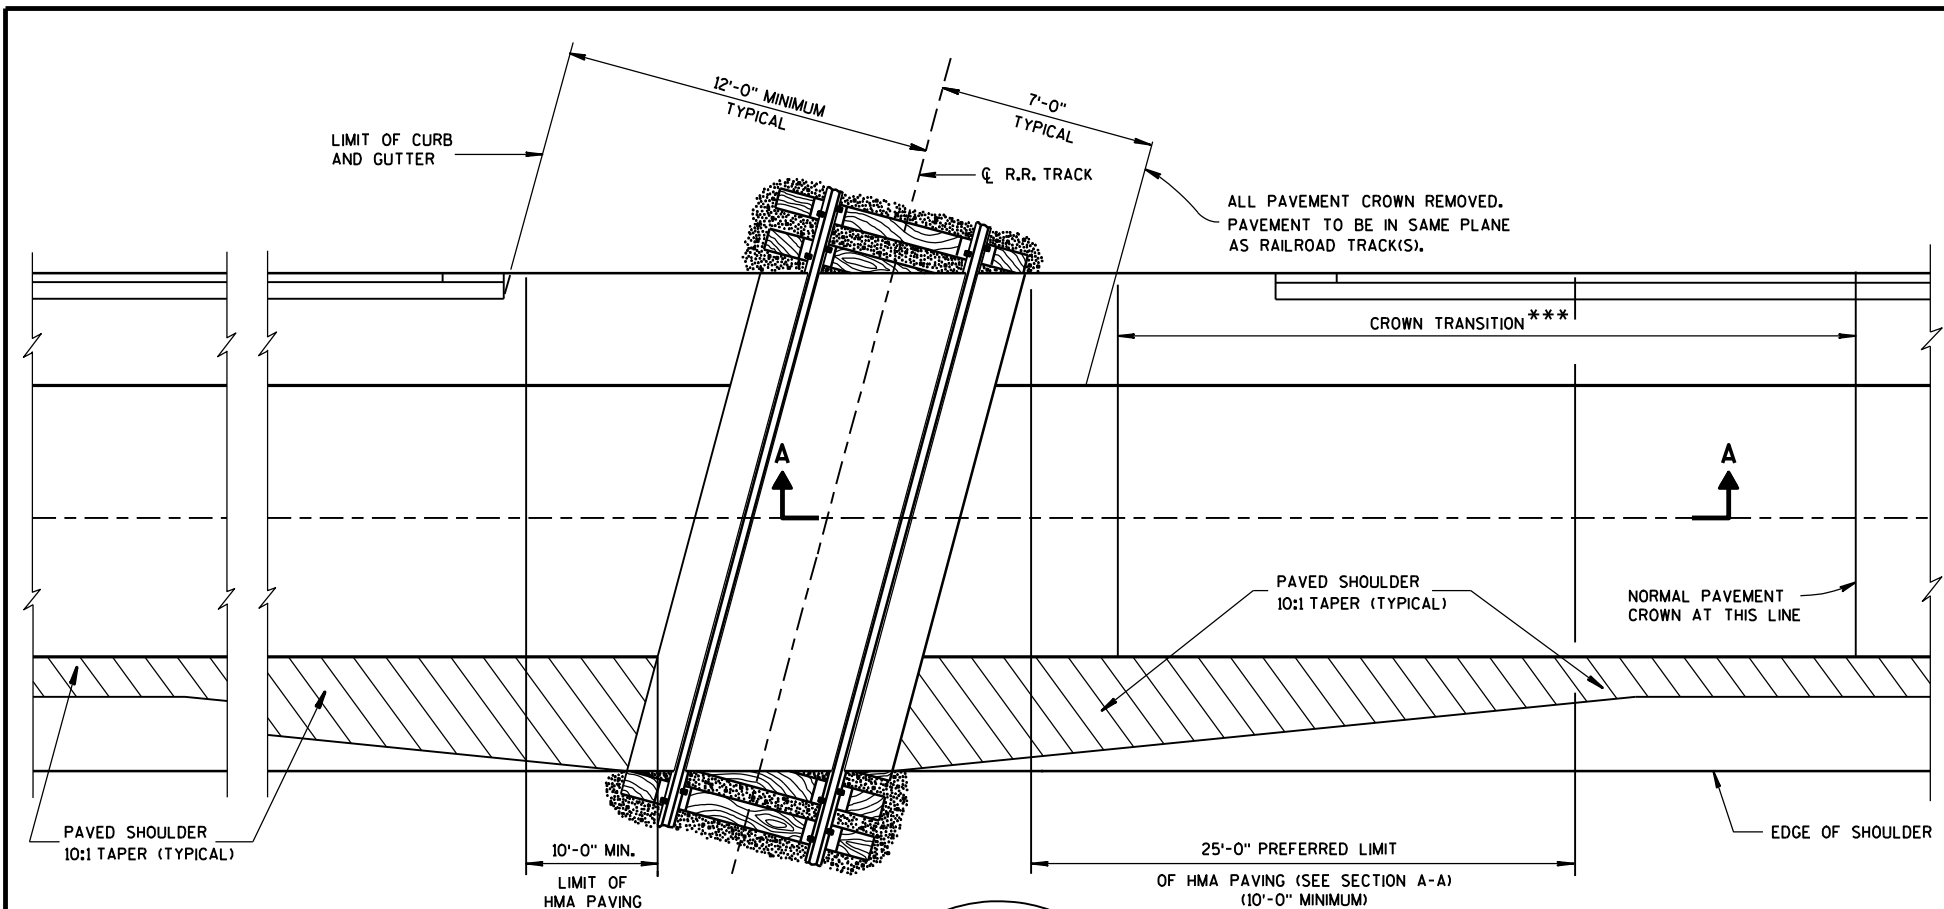 12'-0" MINIMUM
TYPICAL
7'-0"
TYPICAL
LIMIT OF CURB
AND GUTTER
℄ R.R. TRACK
ALL PAVEMENT CROWN REMOVED.
PAVEMENT TO BE IN SAME PLANE
AS RAILROAD TRACK(S).
CROWN TRANSITION***
A
A
PAVED SHOULDER
10:1 TAPER (TYPICAL)
NORMAL PAVEMENT
CROWN AT THIS LINE
PAVED SHOULDER
10:1 TAPER (TYPICAL)
10'-0" MIN.
LIMIT OF
HMA PAVING
25'-0" PREFERRED LIMIT
OF HMA PAVING (SEE SECTION A-A)
(10'-0" MINIMUM)
EDGE OF SHOULDER